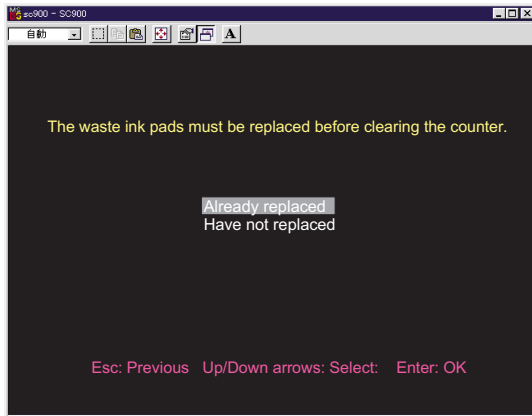 sc900 - SC900
自動
A
The waste ink pads must be replaced before clearing the counter.
Already replaced
Have not replaced
Esc: Previous Up/Down arrows: Select: Enter: OK